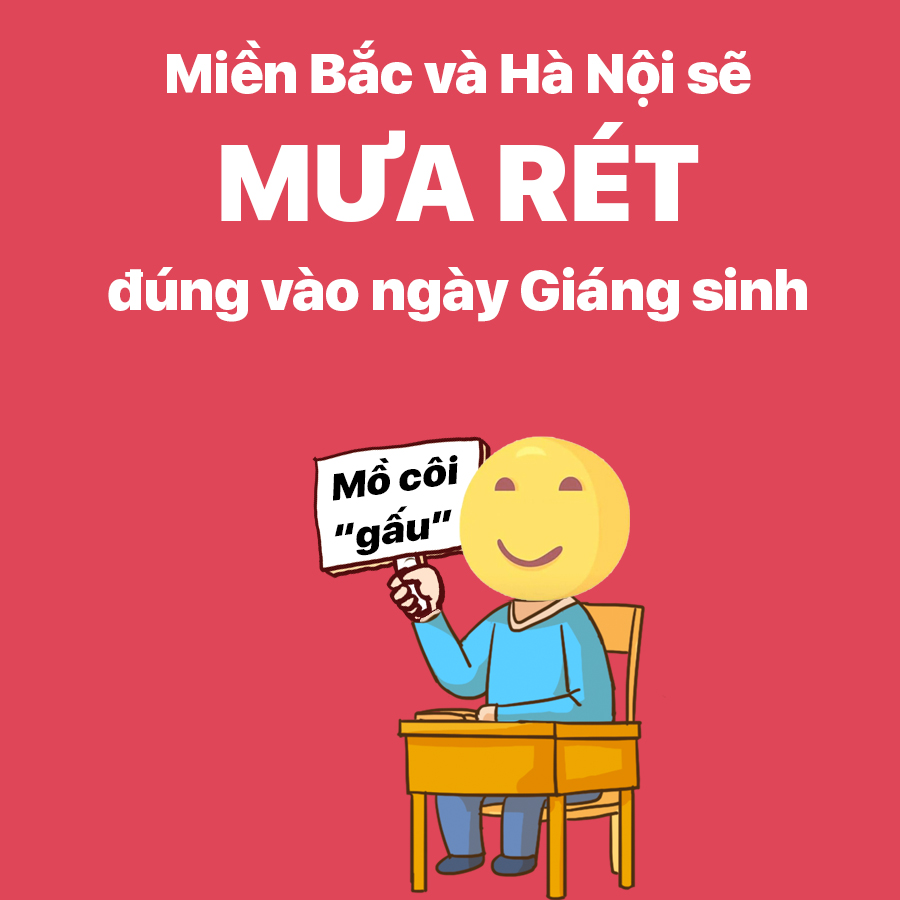 Miền Bắc và Hà Nội sẽ
MƯA RÉT
đúng vào ngày Giáng sinh
Mồ côi
“gấu”